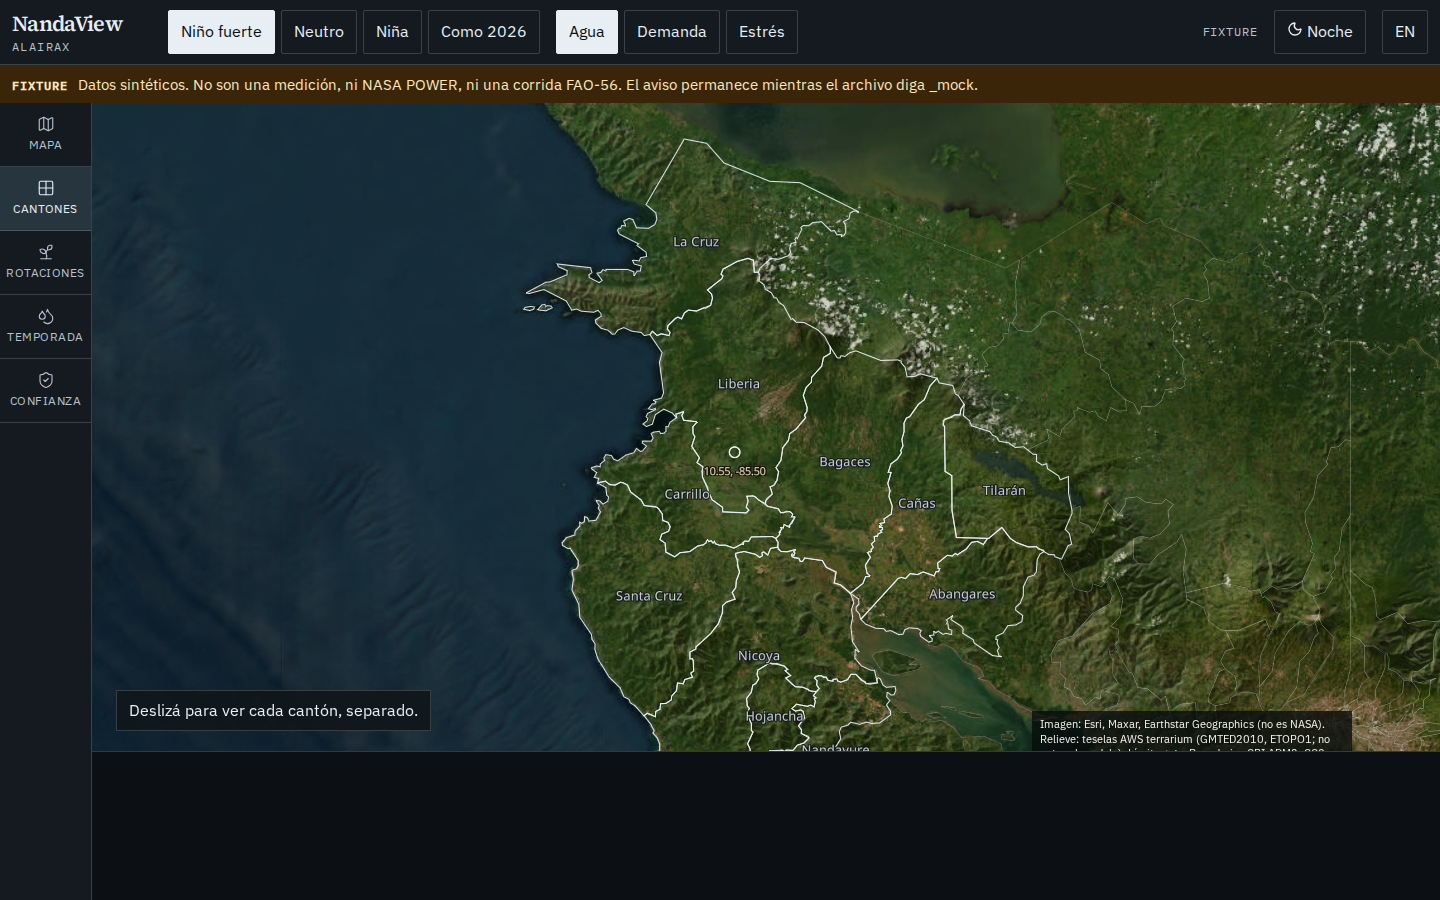 NandaView
ALAIRAX
Niño fuerte
Neutro
Niña
Como 2026
Agua
Demanda
Estrés
FIXTURE
Noche
EN
FIXTURE Datos sintéticos. No son una medición, ni NASA POWER, ni una corrida FAO-56. El aviso permanece mientras el archivo diga _mock.
MAPA
CANTONES
ROTACIONES
TEMPORADA
CONFIANZA
La Cruz
Liberia
Bagaces
10.55, -85.50
Carrillo
Tilarán
Cañas
Santa Cruz
Abangares
Nicoya
Hojancha
Nandayure
Deslizá para ver cada cantón, separado.
Imagen: Esri, Maxar, Earthstar Geographics (no es NASA).
Relieve: teselas AWS terrarium (GMTED2010, ETOPO1; no